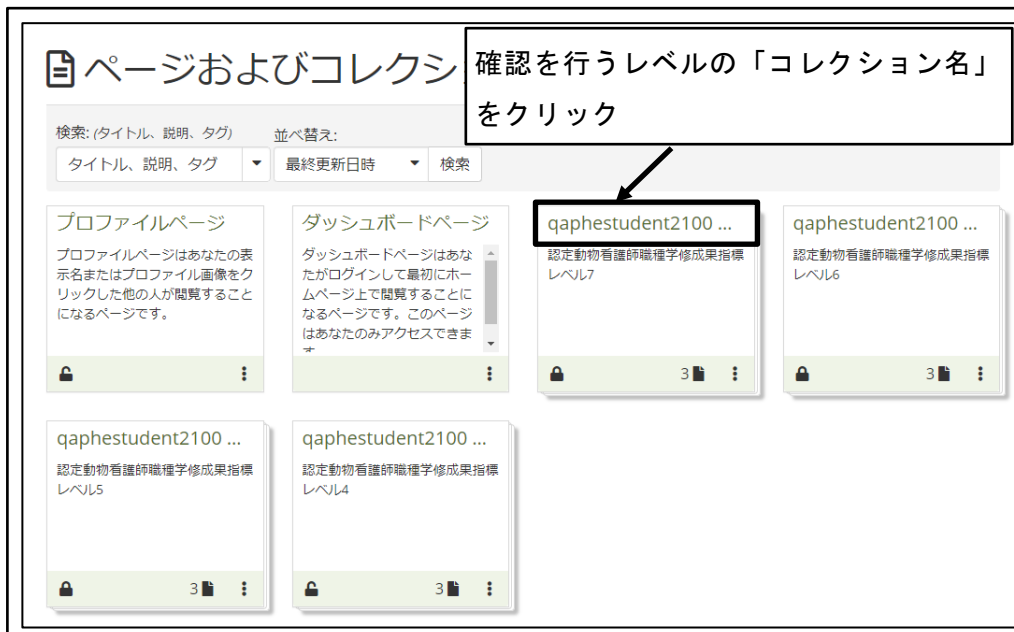 ページおよびコレクシ
確認を行うレベルの「コレクション名」
をクリック
検索: (タイトル、説明、タグ)
並べ替え:
タイトル、説明、タグ
最終更新日時
検索
プロファイルページ
プロファイルページはあなたの表
示名またはプロファイル画像をク
リックした他の人が閲覧すること
になるページです。
ダッシュボードページ
ダッシュボードページはあな
たがログインして最初にホー
ムページ上で閲覧することに
なるページです。このページ
はあなたのみアクセスできま
す
qaphestudent2100 ...
認定動物看護師職種学修成果指標
レベル7
3
qaphestudent2100 ...
認定動物看護師職種学修成果指標
レベル6
3
qaphestudent2100 ...
認定動物看護師職種学修成果指標
レベル5
3
qaphestudent2100 ...
認定動物看護師職種学修成果指標
レベル4
3